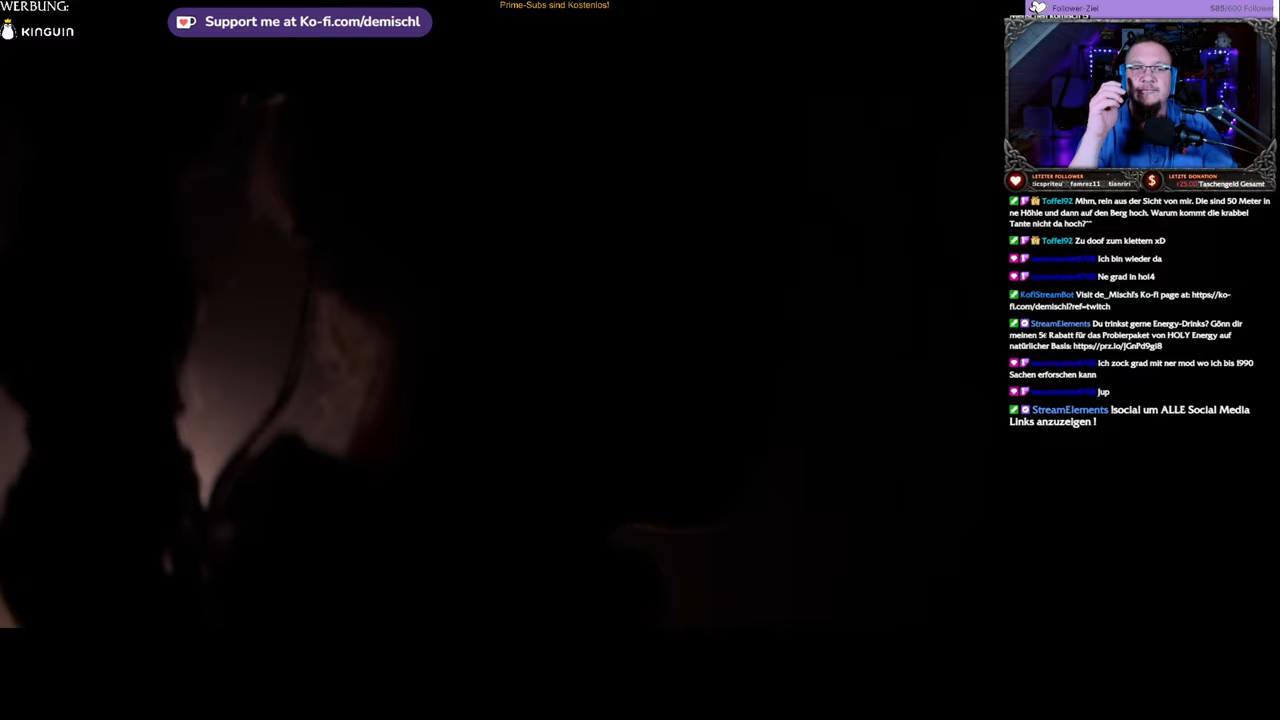 WERBUNG:
KINGUIN
Support me at Ko-fi.com/demischl
Prime-Subs sind Kostenlos!
Follower-Ziel
585/600 Follower
LETZTER FOLLOWER
ticspriteu famrez11 tianriri
LETZTE DONATION
Taschengeld Gesamt
Toffel92 Mhm, rein aus der Sicht von mir. Die sind 50 Meter in
ne Höhle und dann auf den Berg hoch. Warum kommt die krabbel
Tante nicht da hoch?^^
Toffel92 Zu doof zum klettern xD
Ich bin wieder da
Ne grad in hoi4
KofiStreamBot Visit de_Mischl's Ko-fi page at: https://ko-
fi.com/demischl?ref=twitch
StreamElements Du trinkst gerne Energy-Drinks? Gönn dir
meinen 5€ Rabatt für das Probierpaket von HOLY Energy auf
natürlicher Basis: https://prz.io/JGnPd9gi8
Ich zock grad mit ner mod wo ich bis 1990
Sachen erforschen kann
Jup
StreamElements !social um ALLE Social Media
Links anzuzeigen !